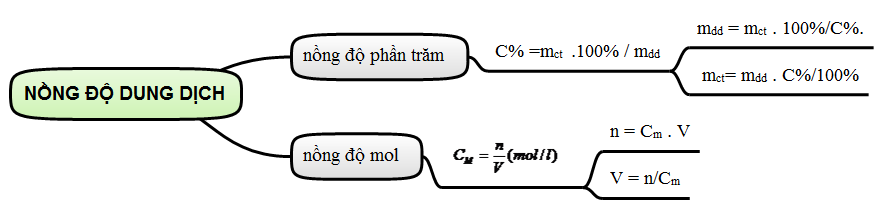 NỒNG ĐỘ DUNG DỊCH
nồng độ phần trăm
C% =mct .100% / mdd
mdd = mct . 100%/C%.
mct= mdd . C%/100%
nồng độ mol
C_M = n/V (mol/l)
n = Cm . V
V = n/Cm